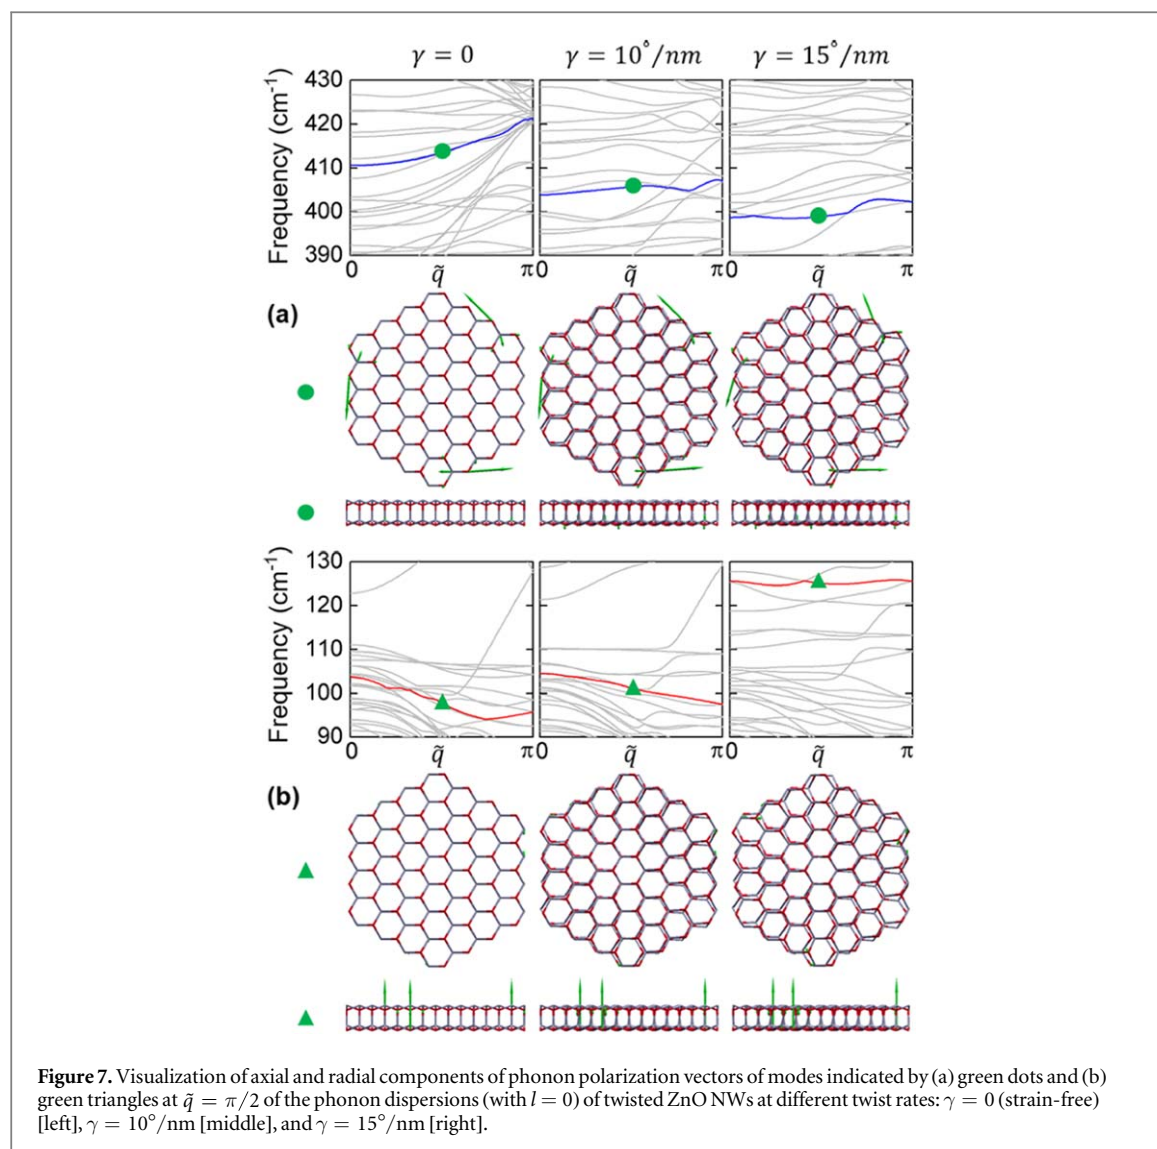 γ = 0
γ = 10°/nm
γ = 15°/nm
Frequency (cm⁻¹)
430
420
410
400
390
0
q̃
π
0
q̃
π
0
q̃
π
(a)
Frequency (cm⁻¹)
130
120
110
100
90
0
q̃
π
0
q̃
π
0
q̃
π
(b)
Figure 7. Visualization of axial and radial components of phonon polarization vectors of modes indicated by (a) green dots and (b)
green triangles at q̃ = π/2 of the phonon dispersions (with l = 0) of twisted ZnO NWs at different twist rates: γ = 0 (strain-free)
[left], γ = 10°/nm [middle], and γ = 15°/nm [right].